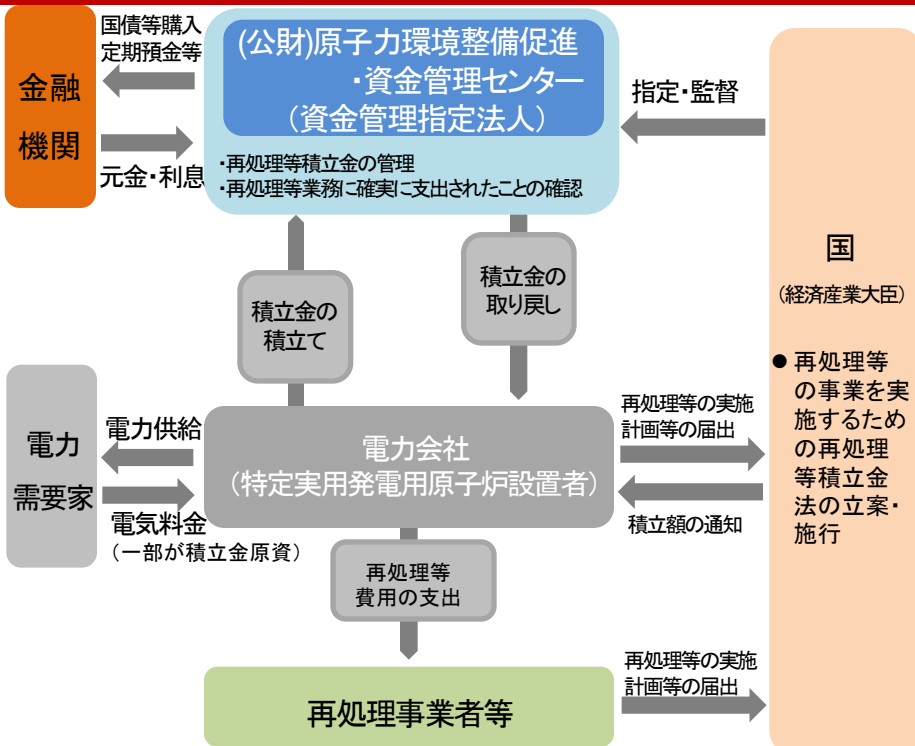 国債等購入
定期預金等
金融
機関
元金・利息
(公財)原子力環境整備促進
・資金管理センター
(資金管理指定法人)
・再処理等積立金の管理
・再処理等業務に確実に支出されたことの確認
指定・監督
国
(経済産業大臣)
● 再処理等
の事業を実
施するため
の再処理
等積立金
法の立案・
施行
積立金の
積立て
積立金の
取り戻し
電力
需要家
電力供給
電気料金
(一部が積立金原資)
電力会社
(特定実用発電用原子炉設置者)
再処理等の実施
計画等の届出
積立額の通知
再処理等
費用の支出
再処理事業者等
再処理等の実施
計画等の届出